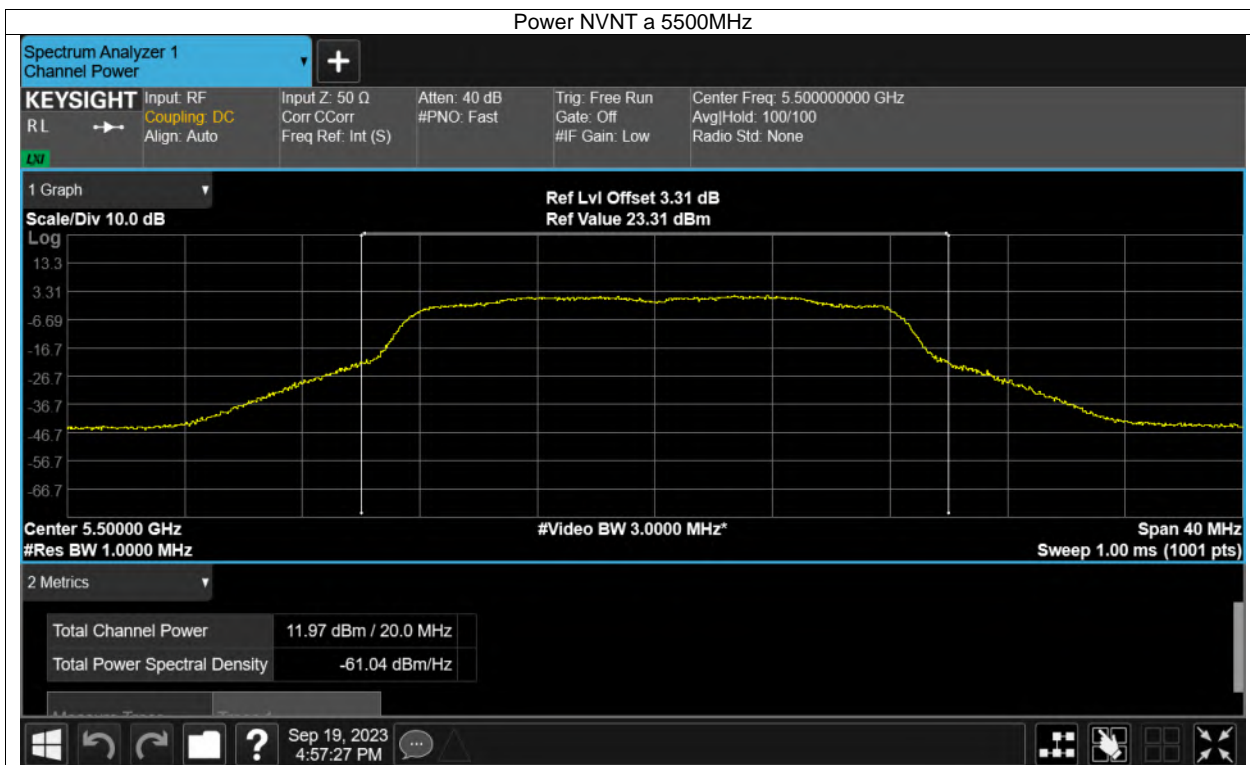 Power NVNT a 5500MHz
Spectrum Analyzer 1
Channel Power
KEYSIGHT
RL
LXI
Input: RF
Coupling: DC
Align: Auto
Input Z: 50 Ω
Corr CCorr
Freq Ref: Int (S)
Atten: 40 dB
#PNO: Fast
Trig: Free Run
Gate: Off
#IF Gain: Low
Center Freq: 5.500000000 GHz
Avg|Hold: 100/100
Radio Std: None
1 Graph
Scale/Div 10.0 dB
Ref Lvl Offset 3.31 dB
Ref Value 23.31 dBm
Log
13.3
3.31
-6.69
-16.7
-26.7
-36.7
-46.7
-56.7
-66.7
Center 5.50000 GHz
#Video BW 3.0000 MHz*
Span 40 MHz
#Res BW 1.0000 MHz
Sweep 1.00 ms (1001 pts)
2 Metrics
Total Channel Power 11.97 dBm / 20.0 MHz
Total Power Spectral Density -61.04 dBm/Hz
?
Sep 19, 2023
4:57:27 PM